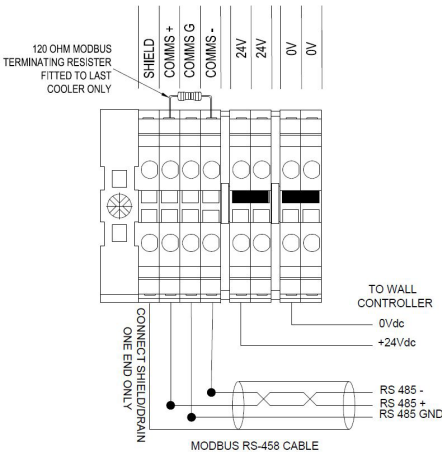 120 OHM MODBUS
TERMINATING RESISTER
FITTED TO LAST
COOLER ONLY
SHIELD
COMMS +
COMMS G
COMMS -
24V
24V
0V
0V
TO WALL
CONTROLLER
0Vdc
+24Vdc
CONNECT SHIELD/DRAIN
ONE END ONLY
RS 485 -
RS 485 +
RS 485 GND
MODBUS RS-458 CABLE